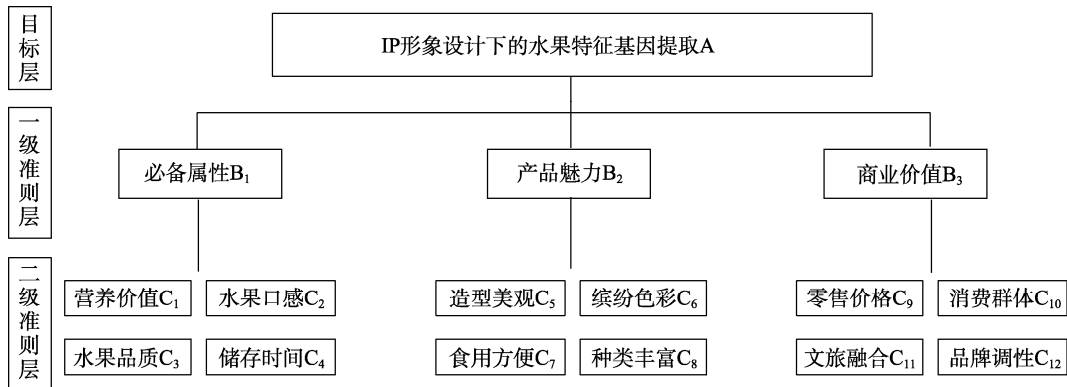 目标层
IP形象设计下的水果特征基因提取A
一级准则层
必备属性B₁
产品魅力B₂
商业价值B₃
二级准则层
营养价值C₁
水果口感C₂
造型美观C₅
缤纷色彩C₆
零售价格C₉
消费群体C₁₀
水果品质C₃
储存时间C₄
食用方便C₇
种类丰富C₈
文旅融合C₁₁
品牌调性C₁₂